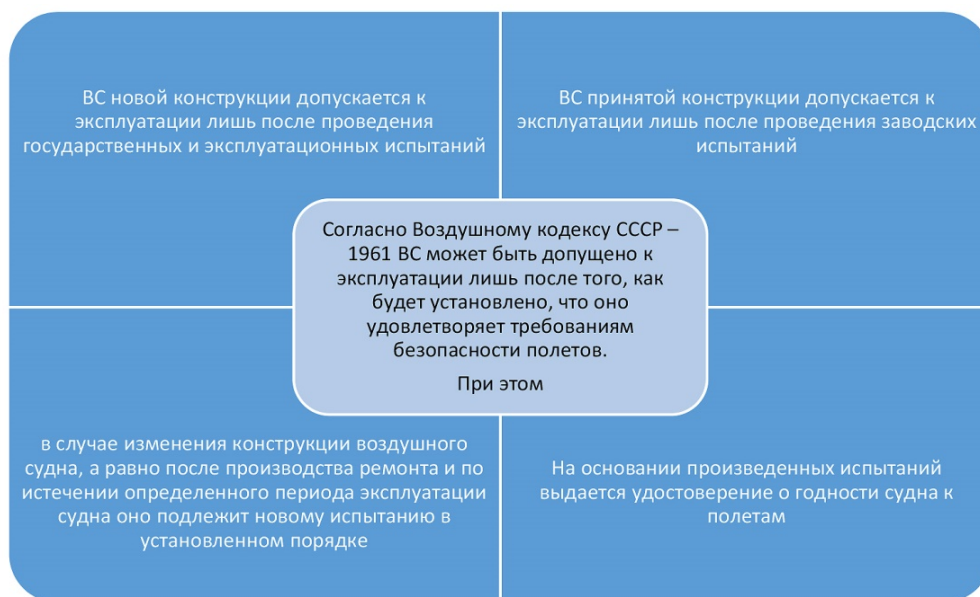 ВС новой конструкции допускается к
эксплуатации лишь после проведения
государственных и эксплуатационных испытаний
ВС принятой конструкции допускается к
эксплуатации лишь после проведения заводских
испытаний
Согласно Воздушному кодексу СССР –
1961 ВС может быть допущено к
эксплуатации лишь после того, как
будет установлено, что оно
удовлетворяет требованиям
безопасности полетов.
При этом
в случае изменения конструкции воздушного
судна, а равно после производства ремонта и по
истечении определенного периода эксплуатации
судна оно подлежит новому испытанию в
установленном порядке
На основании произведенных испытаний
выдается удостоверение о годности судна к
полетам